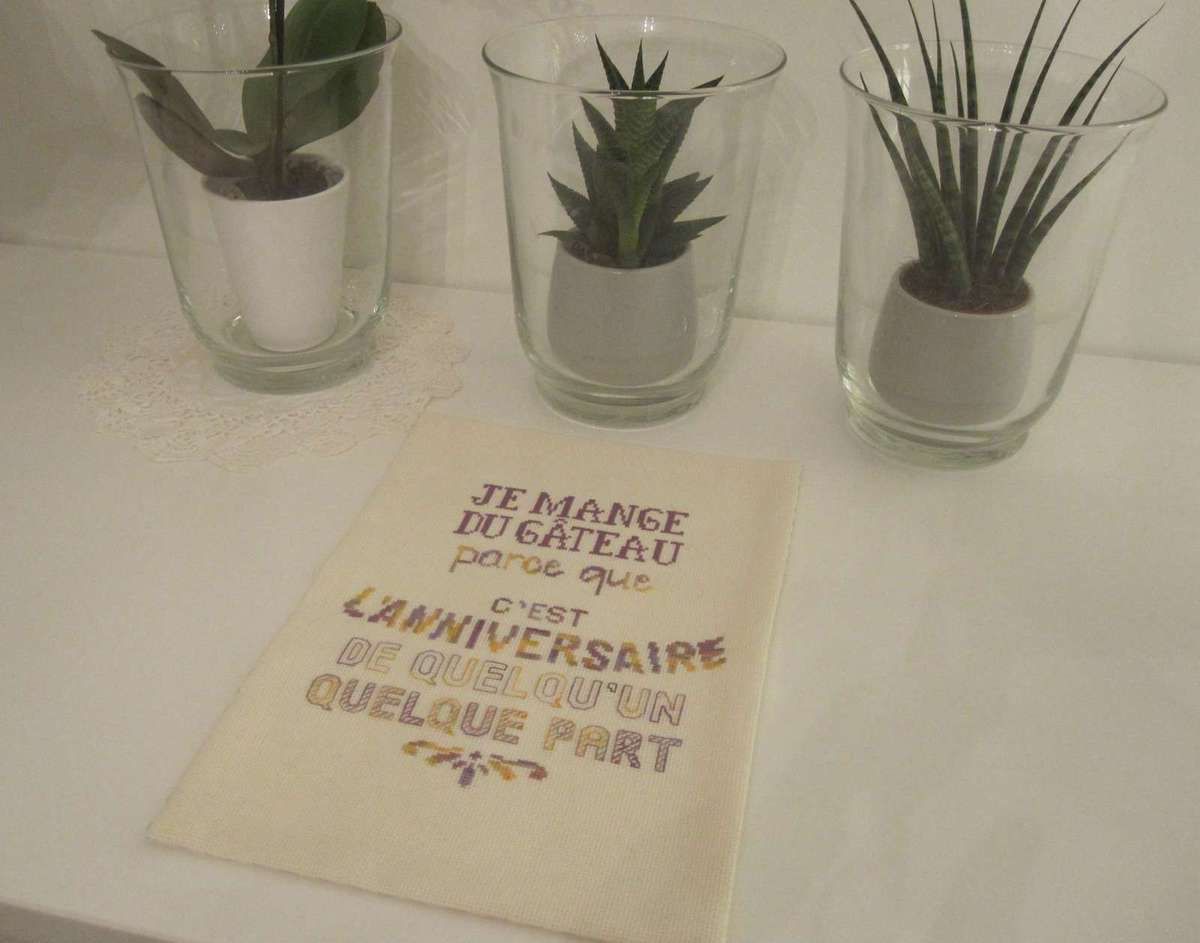 JE MANGE
DU GÂTEAU
parce que
C'EST
L'ANNIVERSAIRE
DE QUELQU'UN
QUELQUE PART